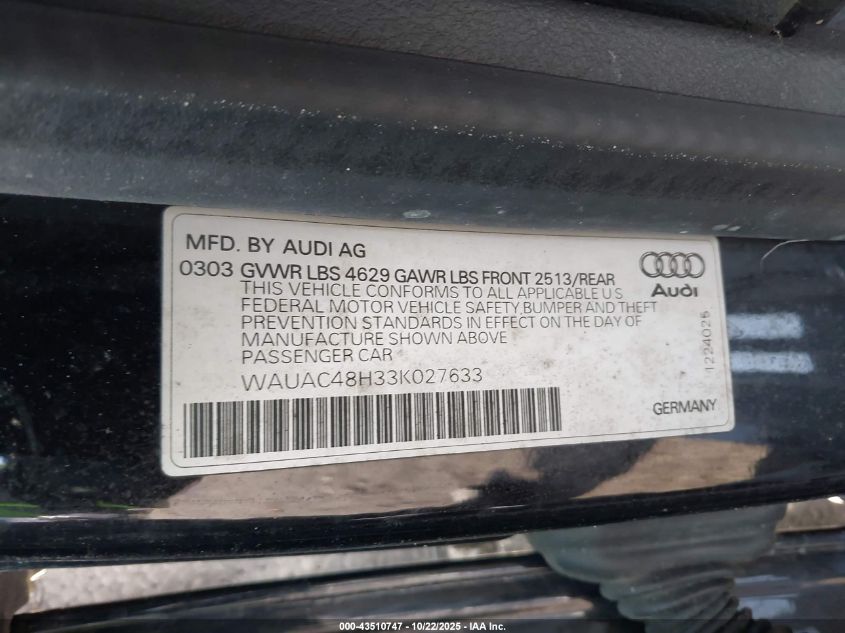 MFD. BY AUDI AG
0303 GVWR LBS 4629 GAWR LBS FRONT 2513/REAR
THIS VEHICLE CONFORMS TO ALL APPLICABLE U S
FEDERAL MOTOR VEHICLE SAFETY, BUMPER AND THEFT
PREVENTION STANDARDS IN EFFECT ON THE DAY OF
MANUFACTURE SHOWN ABOVE
PASSENGER CAR
WAUAC48H33K027633
Audi
1224025
GERMANY
000-43510747 - 10/22/2025 - IAA Inc.